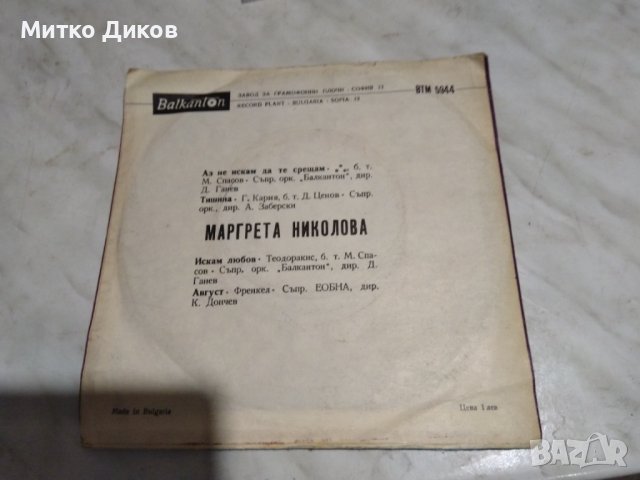 Митко Диков
Balkanton
ЗАВОД ЗА ГРАМОФОННИ ПЛОЧИ · СОФИЯ 17
RECORD PLANT · BULGARIA · SOFIA 17
ВТМ 5944
Аз не искам да те срещам · „*„ б. т.
М. Спасов · Съпр. орк. „Балкантон“, дир.
Д. Ганев
Тишина · Г. Кария, б. т. Д. Ценов · Съпр.
орк., дир. А. Заберски
МАРГРЕТА НИКОЛОВА
Искам любов · Теодоракис, б. т. М. Спа-
сов · Съпр. орк. „Балкантон“, дир. Д.
Ганев
Август · Френкел · Съпр. ЕОБНА, дир.
К. Дончев
Made in Bulgaria
Цена 1 лев
BAZAR
bg